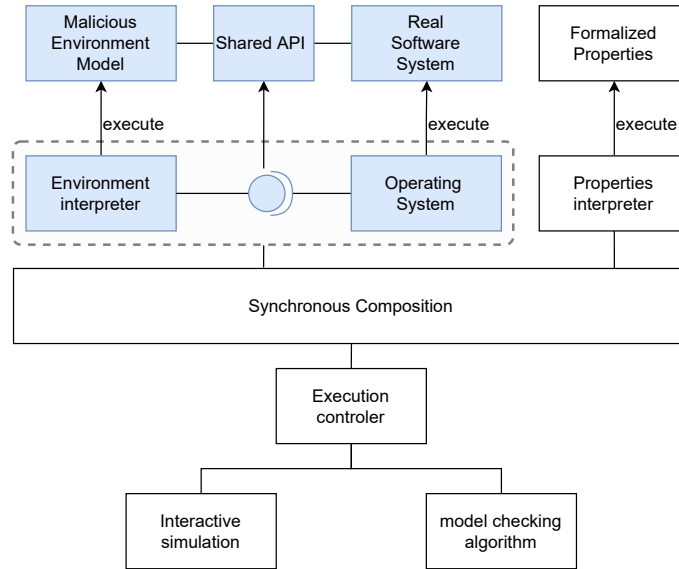 Malicious
Environment
Model
Shared API
Real
Software
System
Formalized
Properties
execute
execute
execute
Environment
interpreter
Operating
System
Properties
interpreter
Synchronous Composition
Execution
controler
Interactive
simulation
model checking
algorithm